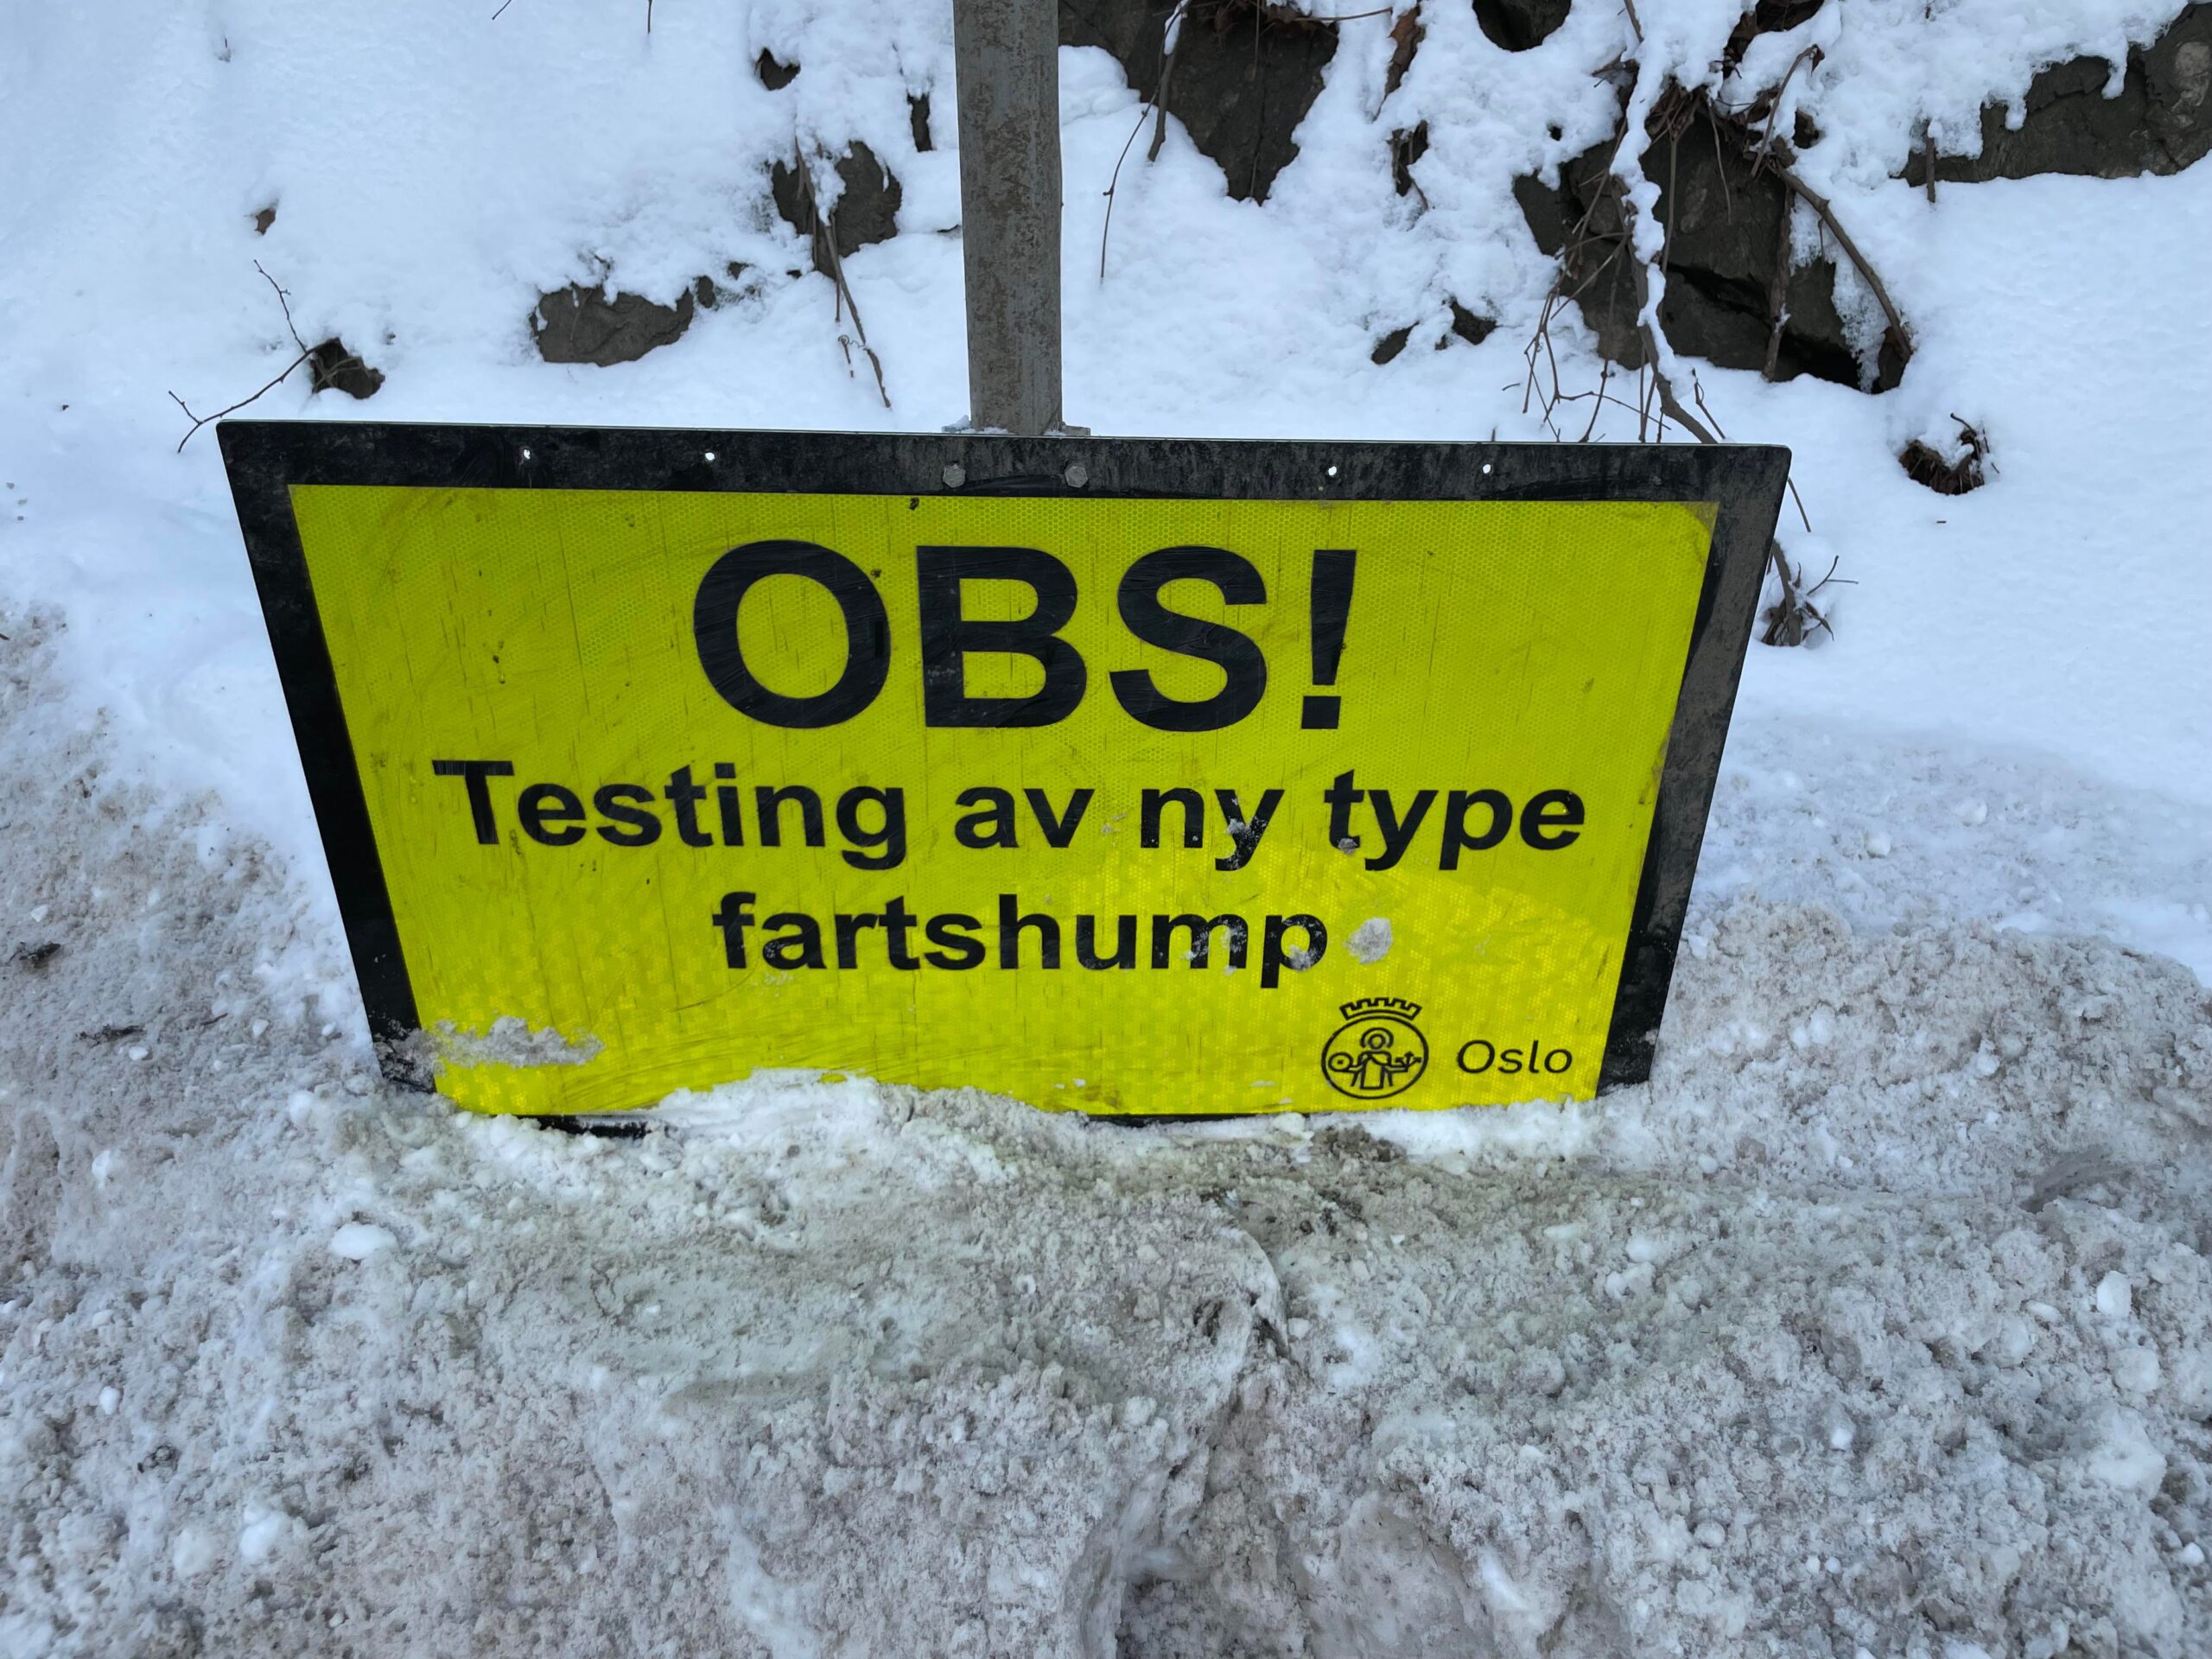 OBS!
Testing av ny type
fartshump
Oslo